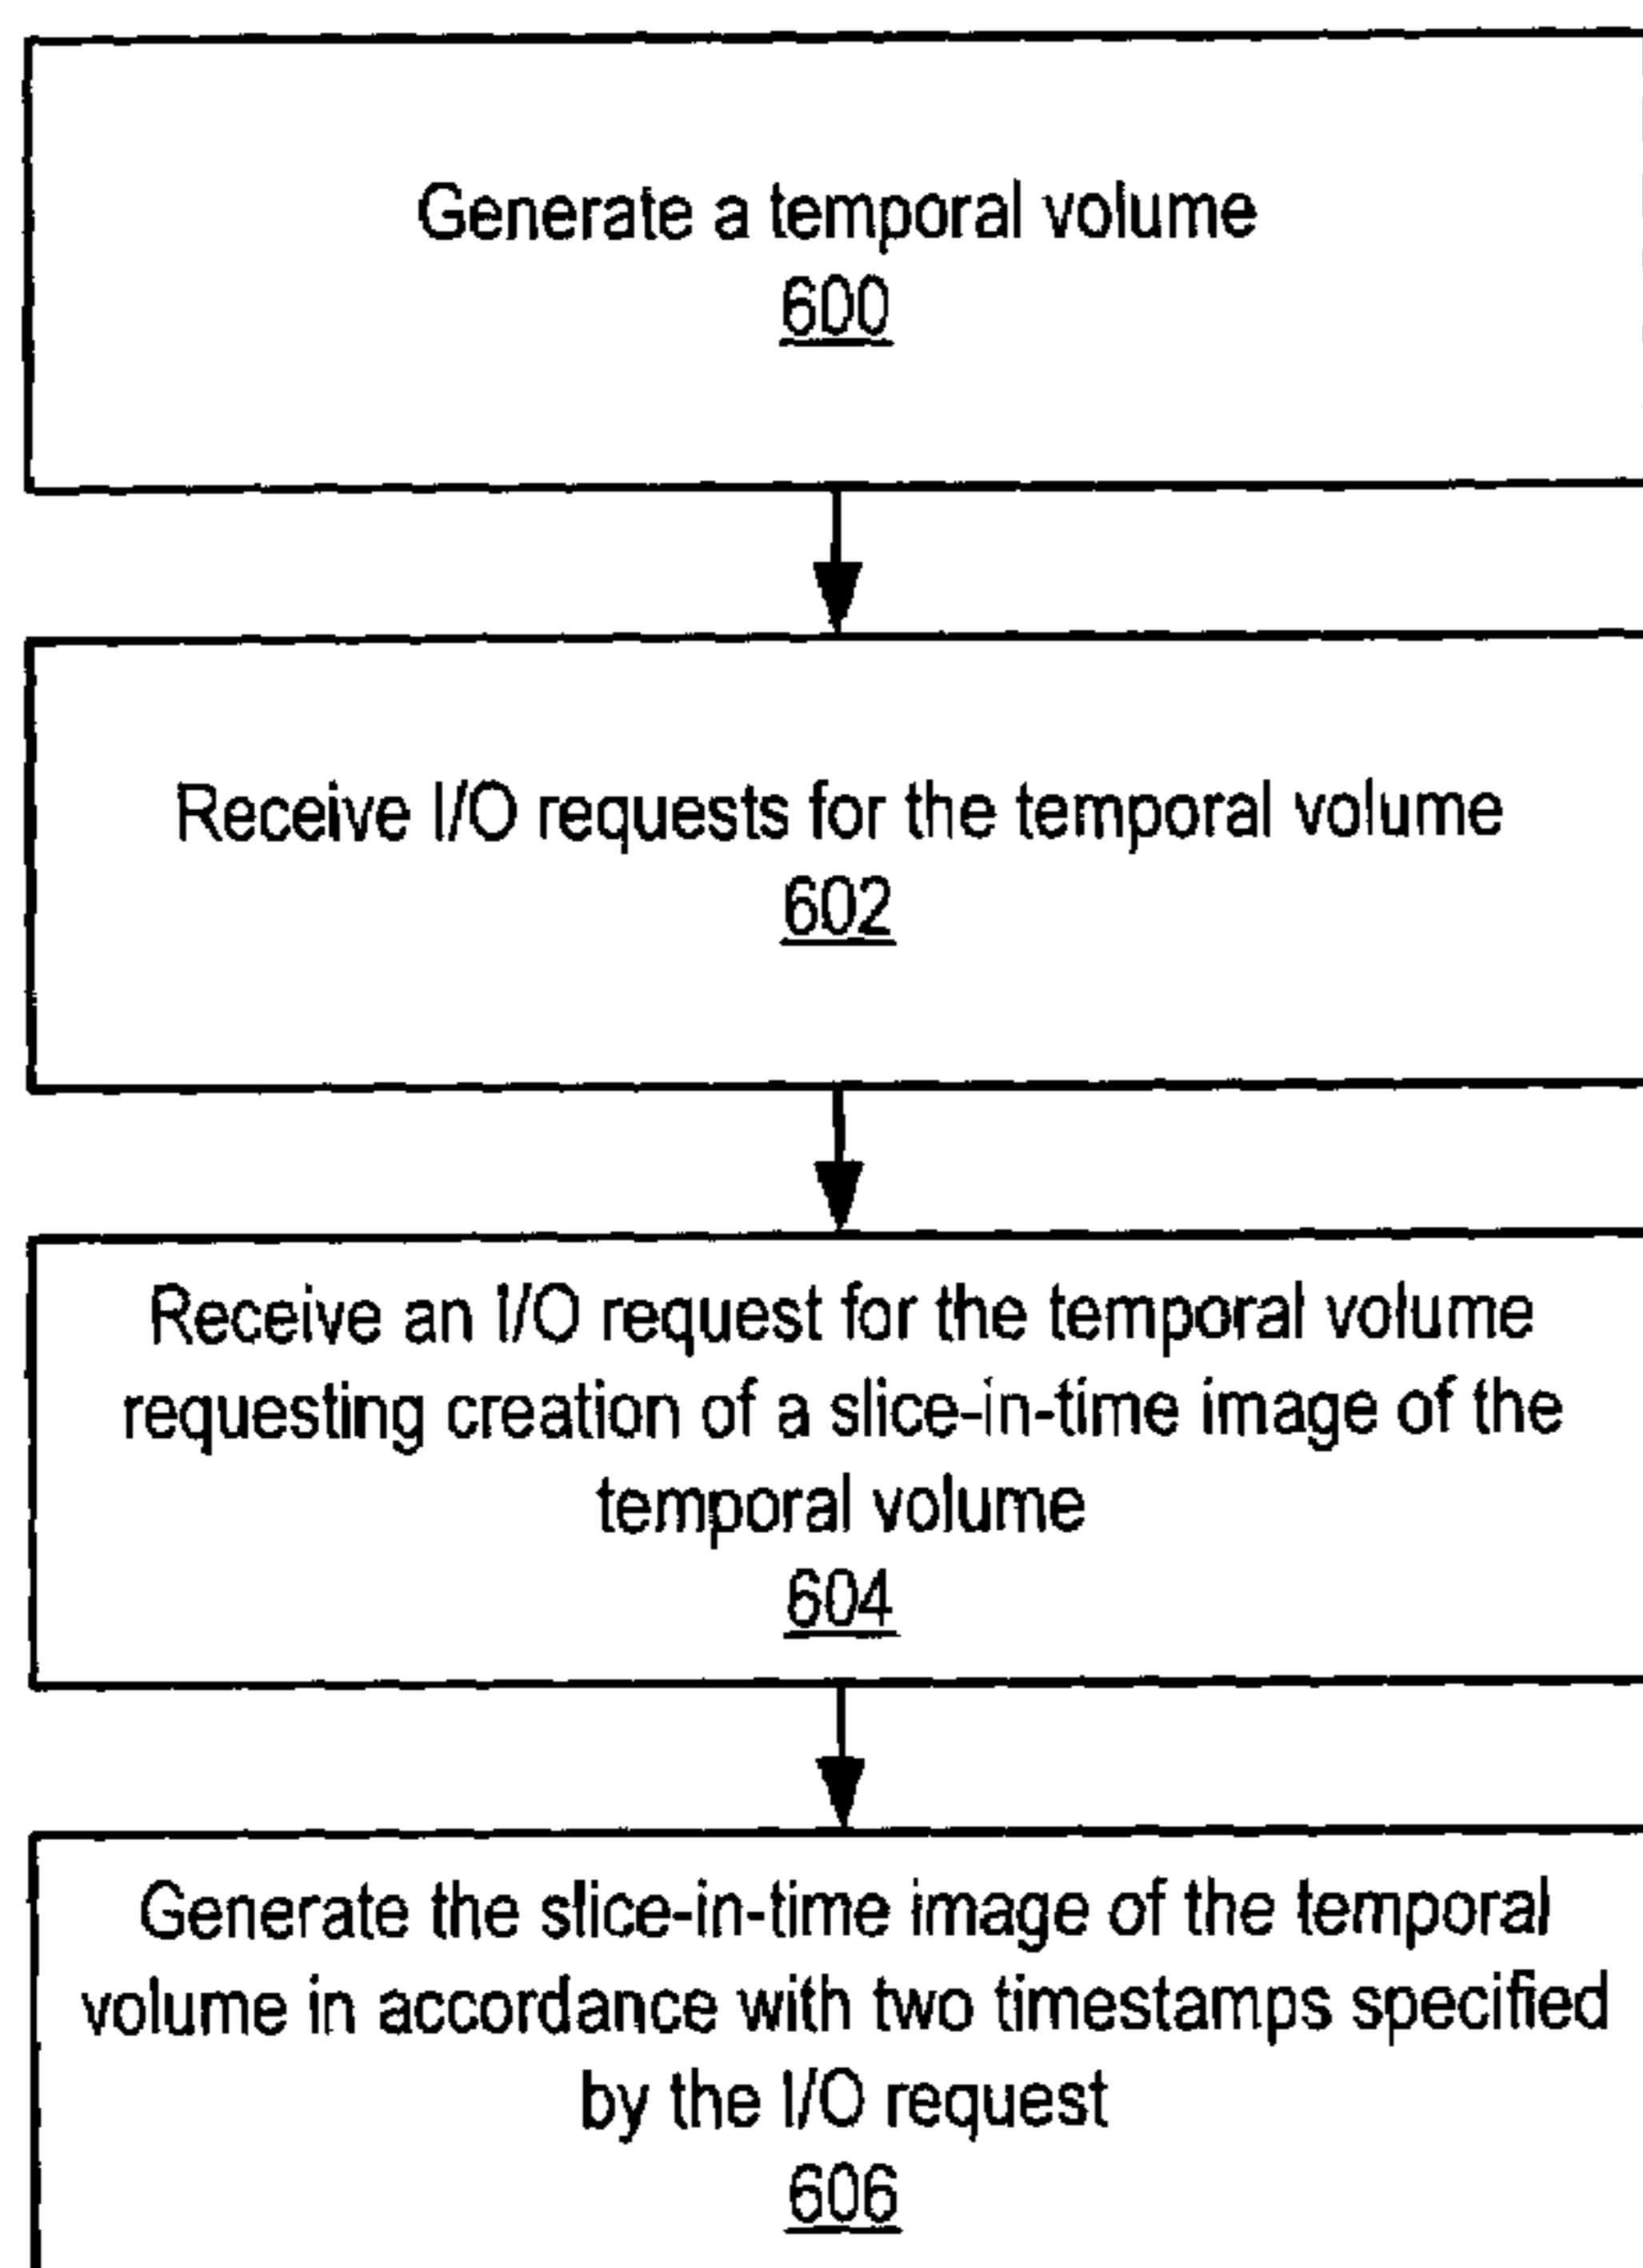 Generate a temporal volume
600
Receive I/O requests for the temporal volume
602
Receive an I/O request for the temporal volume
requesting creation of a slice-in-time image of the
temporal volume
604
Generate the slice-in-time image of the temporal
volume in accordance with two timestamps specified
by the I/O request
606